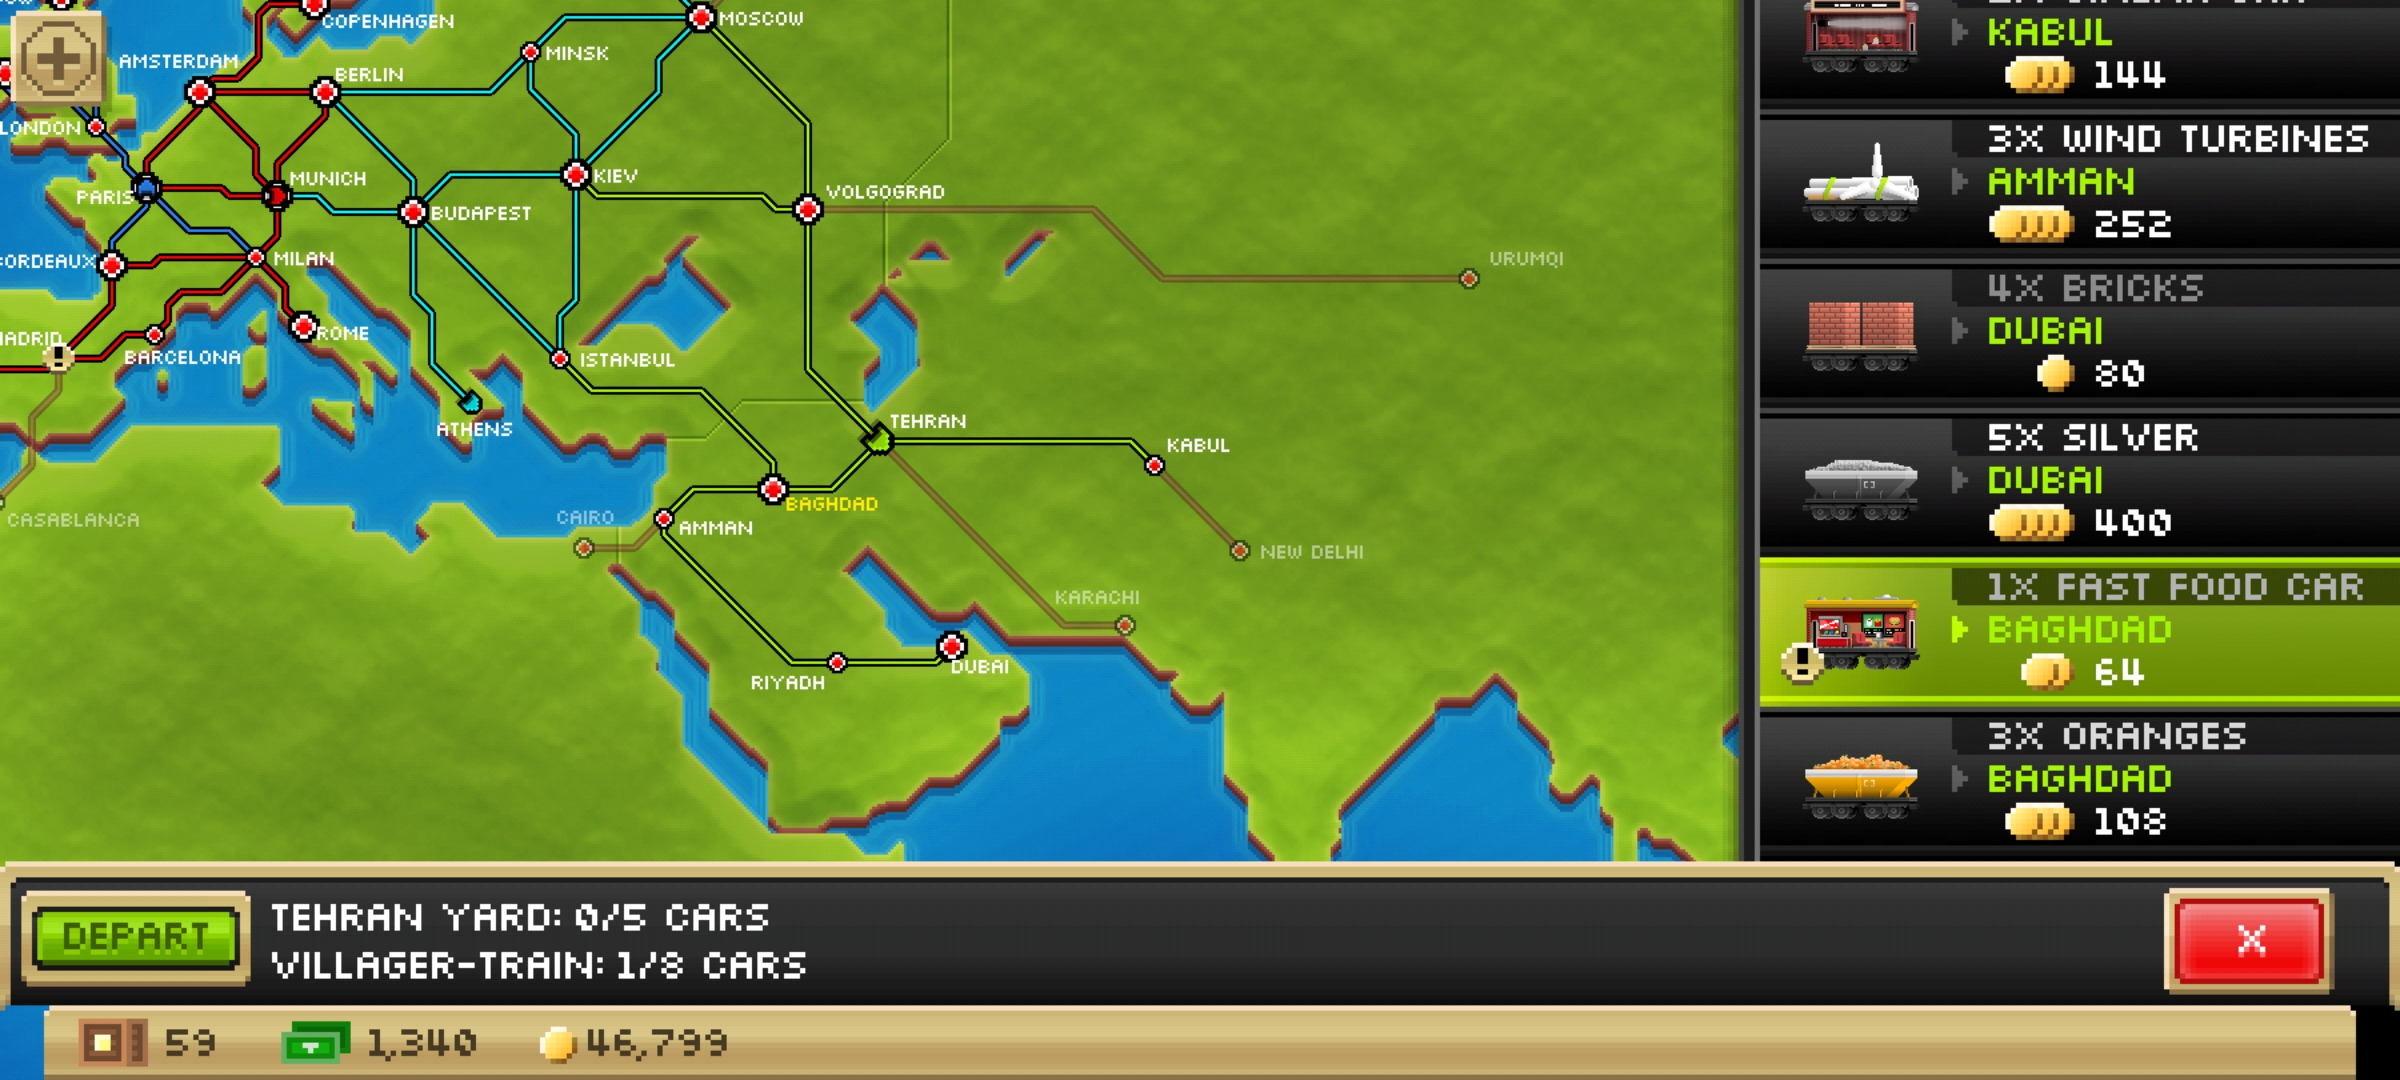 COPENHAGEN
MOSCOW
MINSK
AMSTERDAM
BERLIN
LONDON
PARIS
MUNICH
KIEV
BUDAPEST
VOLGOGRAD
ORDEAUX
MILAN
URUMQI
ADRID
BARCELONA
ROME
ISTANBUL
ATHENS
TEHRAN
KABUL
CASABLANCA
CAIRO
AMMAN
BAGHDAD
NEW DELHI
KARACHI
RIYADH
DUBAI
KABUL
144
3X WIND TURBINES
AMMAN
252
4X BRICKS
DUBAI
80
5X SILVER
DUBAI
400
1X FAST FOOD CAR
BAGHDAD
64
3X ORANGES
BAGHDAD
108
DEPART
TEHRAN YARD: 0/5 CARS
VILLAGER-TRAIN: 1/8 CARS
X
59
1,340
46,799